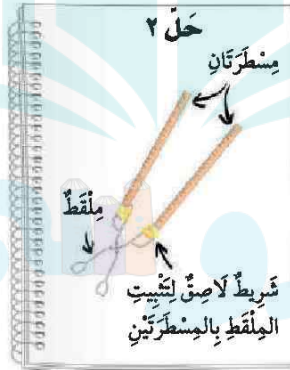 حَلّ ٢
مِسْطَرَتَانِ
مِلْقَطٌ
شَرِيطٌ لَاصِقٌ لِتَثْبِيتِ
المِلْقَطِ بِالمِسْطَرَتَيْنِ